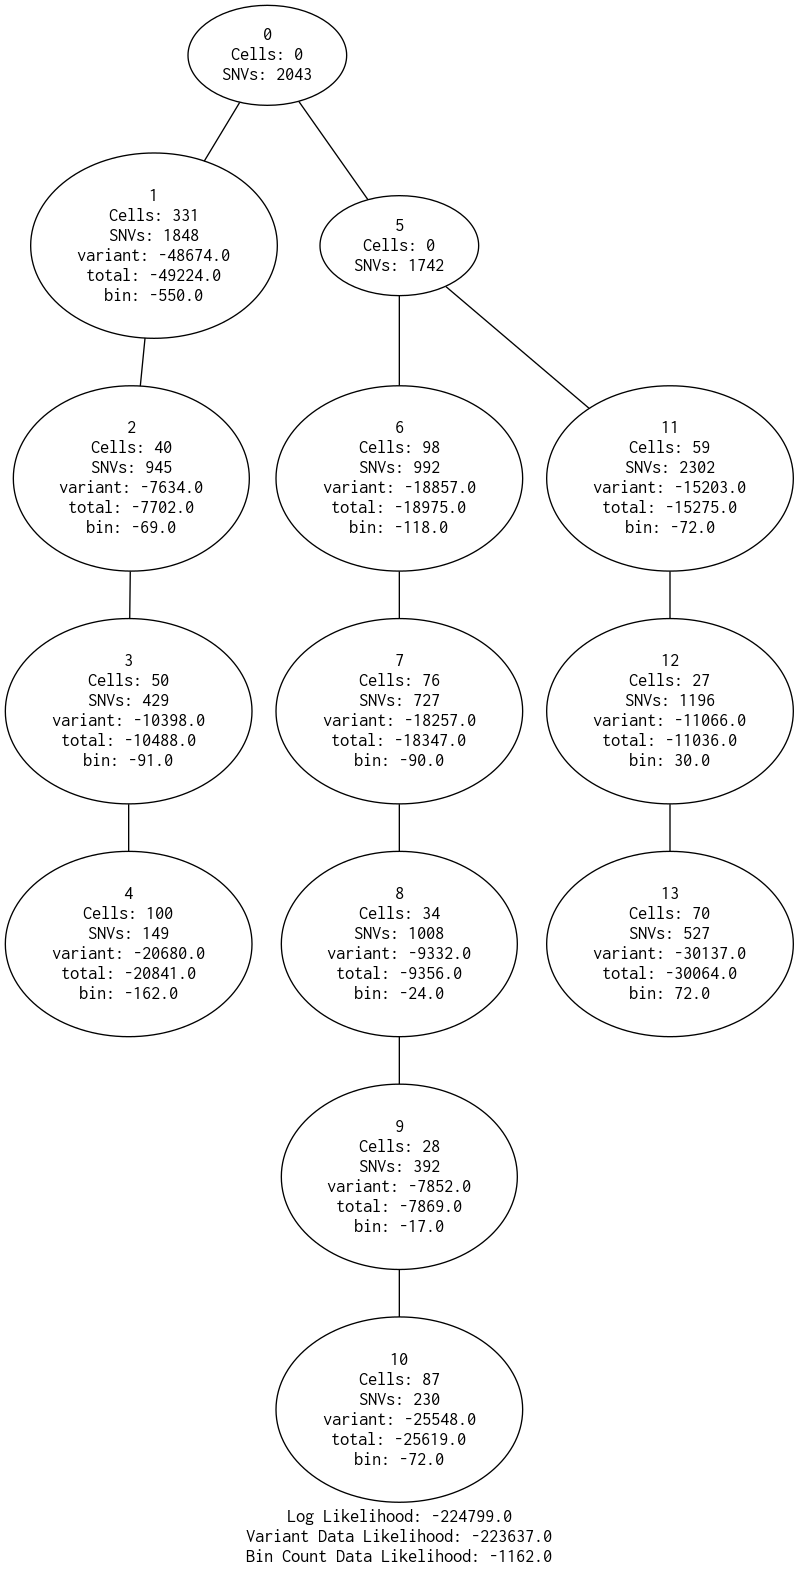 0
Cells: 0
SNVs: 2043
1
Cells: 331
SNVs: 1848
variant: -48674.0
total: -49224.0
bin: -550.0
5
Cells: 0
SNVs: 1742
2
Cells: 40
SNVs: 945
variant: -7634.0
total: -7702.0
bin: -69.0
6
Cells: 98
SNVs: 992
variant: -18857.0
total: -18975.0
bin: -118.0
11
Cells: 59
SNVs: 2302
variant: -15203.0
total: -15275.0
bin: -72.0
3
Cells: 50
SNVs: 429
variant: -10398.0
total: -10488.0
bin: -91.0
7
Cells: 76
SNVs: 727
variant: -18257.0
total: -18347.0
bin: -90.0
12
Cells: 27
SNVs: 1196
variant: -11066.0
total: -11036.0
bin: 30.0
4
Cells: 100
SNVs: 149
variant: -20680.0
total: -20841.0
bin: -162.0
8
Cells: 34
SNVs: 1008
variant: -9332.0
total: -9356.0
bin: -24.0
13
Cells: 70
SNVs: 527
variant: -30137.0
total: -30064.0
bin: 72.0
9
Cells: 28
SNVs: 392
variant: -7852.0
total: -7869.0
bin: -17.0
10
Cells: 87
SNVs: 230
variant: -25548.0
total: -25619.0
bin: -72.0
Log Likelihood: -224799.0
Variant Data Likelihood: -223637.0
Bin Count Data Likelihood: -1162.0